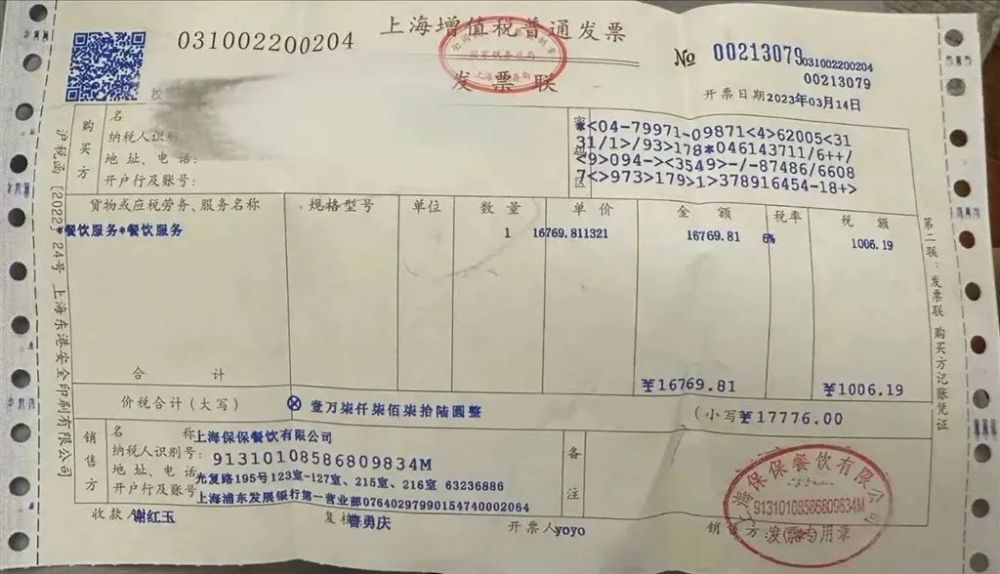 031002200204
上海增值税普通发票
发票联
国家税务总局
№ 00213079
031002200204
00213079
开票日期2023年03月14日
校
购买方
名
纳税人识别
地址、电话:
开户行及账号:
密码区
*<04-79971-09871<4>62005<31
31/1>/93>178*046143711/6++/
<9>094-><3549>-/-87486/6608
7<>973>179>1>378916454-18+>
货物或应税劳务、服务名称 规格型号 单位 数量 单价 金额 税率 税额
*餐饮服务*餐饮服务 1 16769.811321 16769.81 6% 1006.19
合计 ¥16769.81 ¥1006.19
价税合计(大写) ⊗ 壹万柒仟柒佰柒拾陆圆整 (小写¥17776.00
销售方
名称上海保保餐饮有限公司
纳税人识别号: 91310108586809834M
地址、电话光复路195号123室-127室、215室、216室 63236886
开户行及账号上海浦东发展银行第一营业部07640297990154740002064
备注
收款人谢红玉 复核曹勇庆 开票人yoyo 销售方:
上海保保餐饮有限公司
91310108586809834M
发票专用章
沪税函〔2022〕24号 上海东港安全印刷有限公司
第二联:发票联 购买方记账凭证